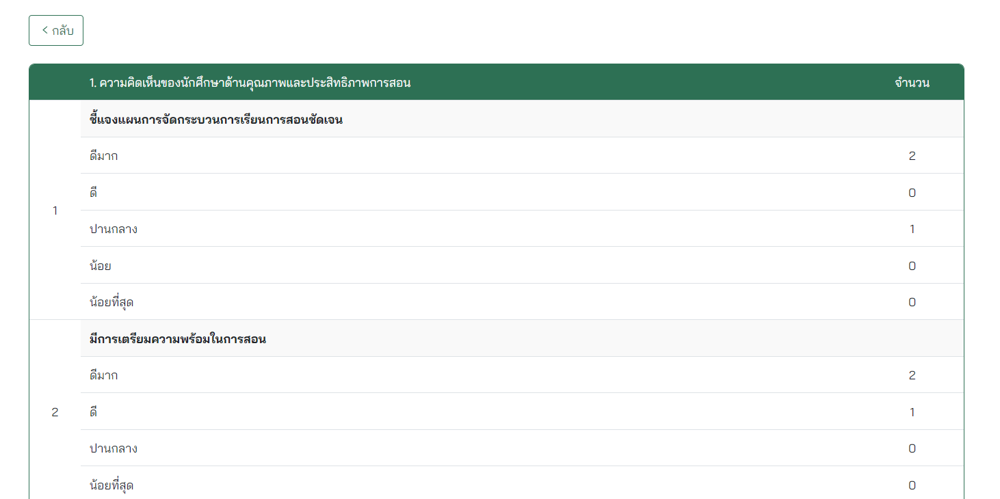 < กลับ
1. ความคิดเห็นของนักศึกษาด้านคุณภาพและประสิทธิภาพการสอน จำนวน
ชี้แจงแผนการจัดกระบวนการเรียนการสอนชัดเจน
ดีมาก 2
ดี 0
1
ปานกลาง 1
น้อย 0
น้อยที่สุด 0
มีการเตรียมความพร้อมในการสอน
ดีมาก 2
2 ดี 1
ปานกลาง 0
น้อยที่สุด 0